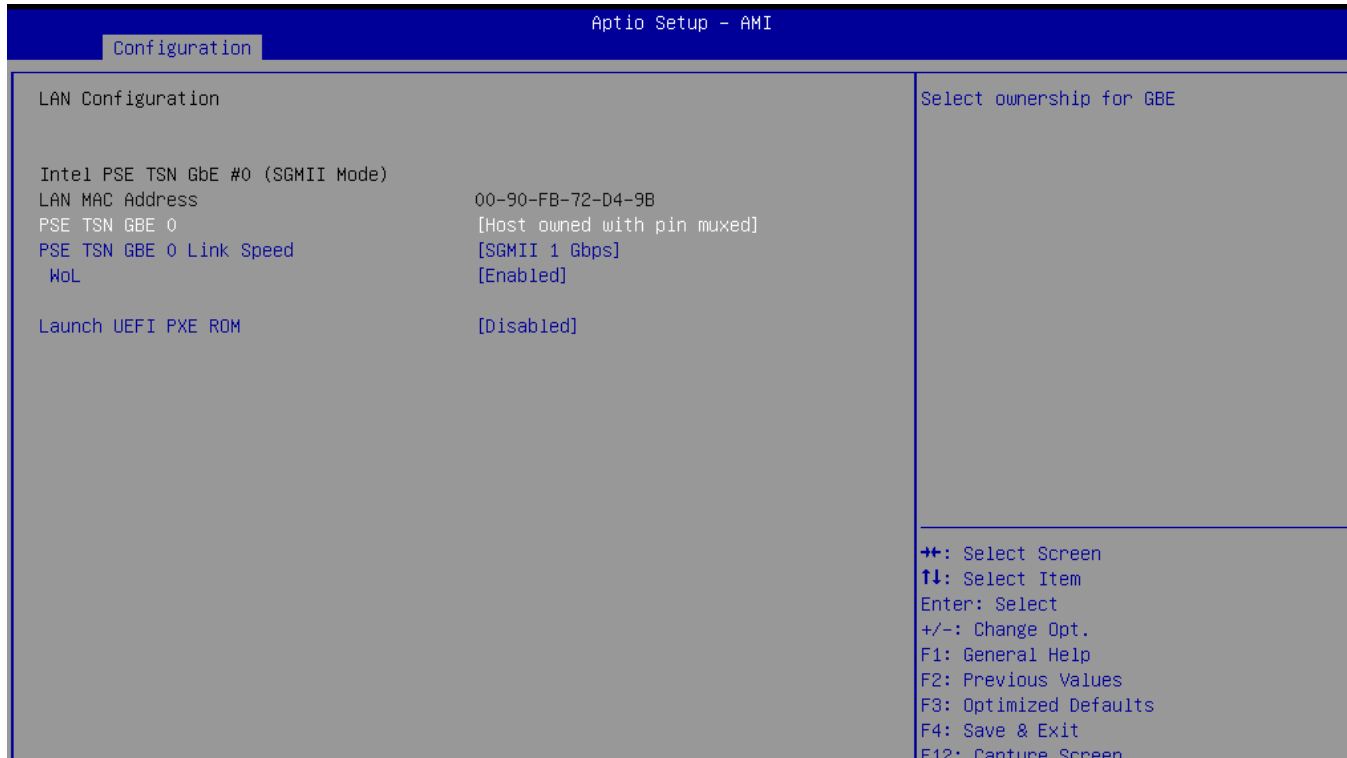 Aptio Setup – AMI
Configuration
LAN Configuration
Intel PSE TSN GbE #0 (SGMII Mode)
LAN MAC Address 00-90-FB-72-D4-9B
PSE TSN GBE 0 [Host owned with pin muxed]
PSE TSN GBE 0 Link Speed [SGMII 1 Gbps]
WoL [Enabled]
Launch UEFI PXE ROM [Disabled]
Select ownership for GBE
→←: Select Screen
↑↓: Select Item
Enter: Select
+/-: Change Opt.
F1: General Help
F2: Previous Values
F3: Optimized Defaults
F4: Save & Exit
F12: Capture Screen